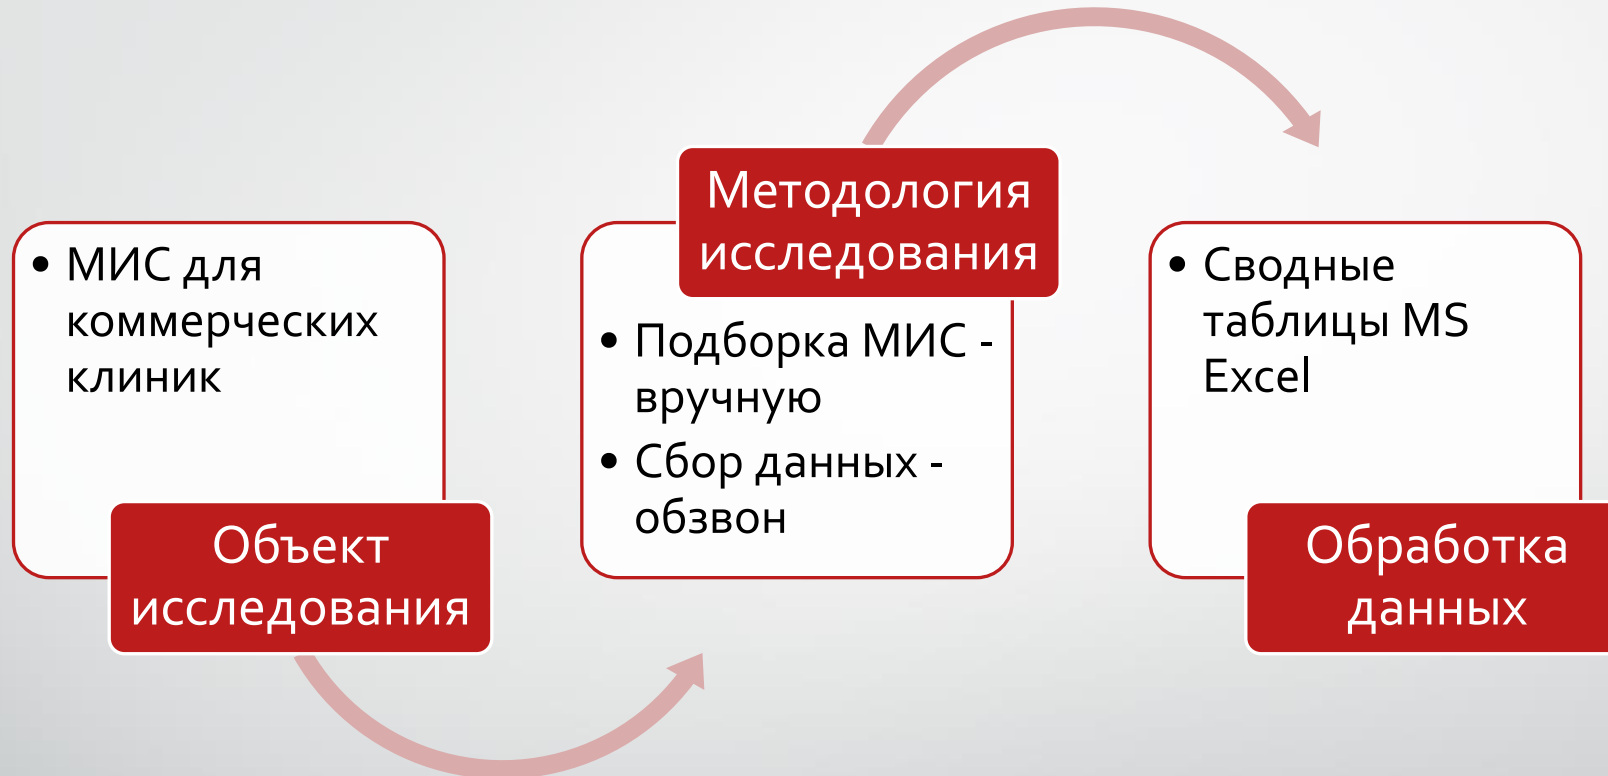 • МИС для
коммерческих
клиник
Объект
исследования
Методология
исследования
• Подборка МИС -
вручную
• Сбор данных -
обзвон
• Сводные
таблицы MS
Excel
Обработка
данных